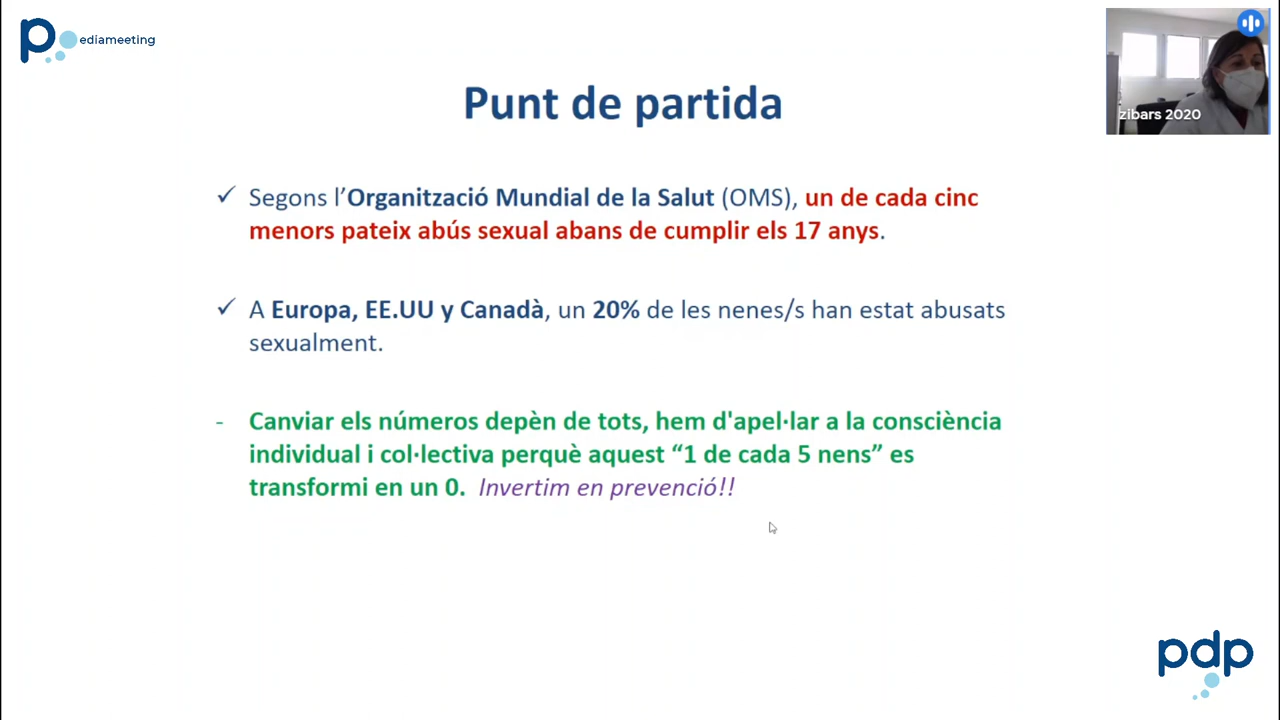 pediameeting
zibars 2020
Punt de partida
✓ Segons l’Organització Mundial de la Salut (OMS), un de cada cinc
menors pateix abús sexual abans de cumplir els 17 anys.
✓ A Europa, EE.UU y Canadà, un 20% de les nenes/s han estat abusats
sexualment.
- Canviar els números depèn de tots, hem d'apel·lar a la consciència
individual i col·lectiva perquè aquest “1 de cada 5 nens” es
transformi en un 0. Invertim en prevenció!!
pdp